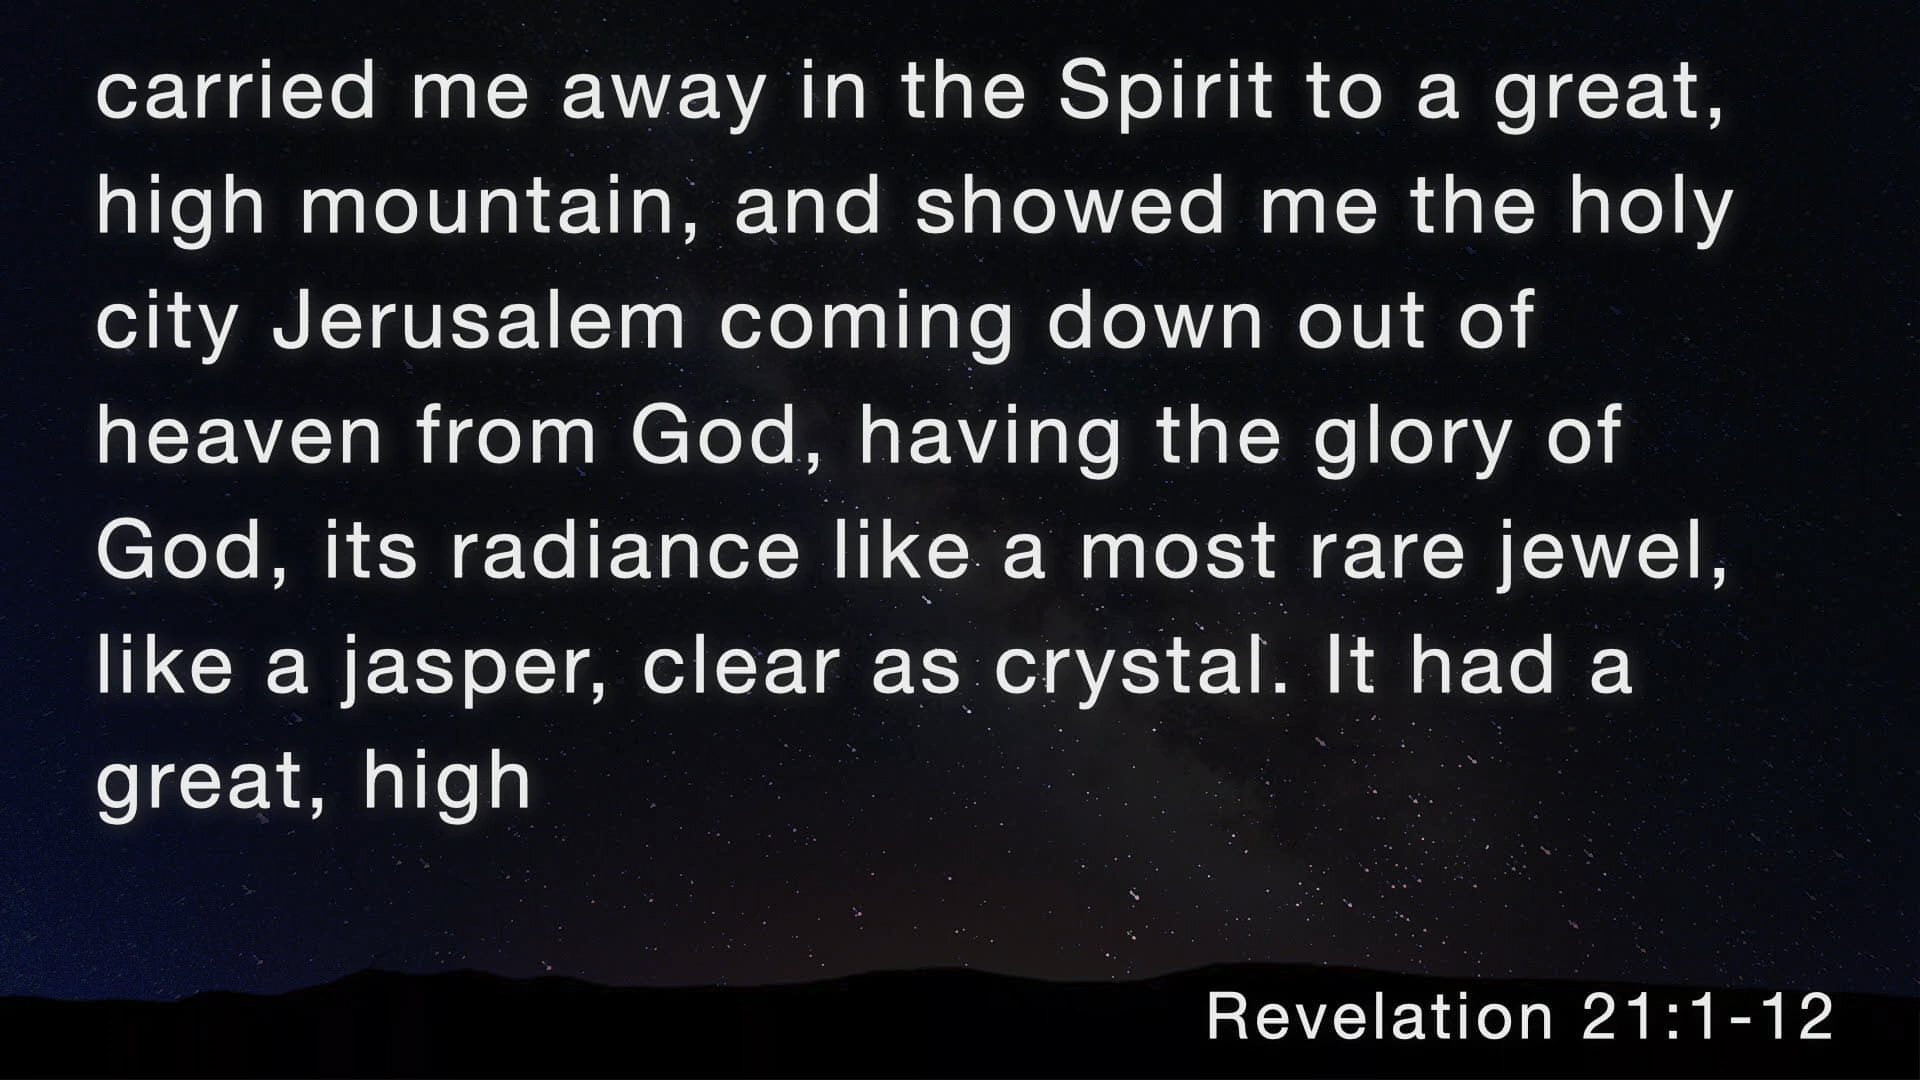 carried me away in the Spirit to a great,
high mountain, and showed me the holy
city Jerusalem coming down out of
heaven from God, having the glory of
God, its radiance like a most rare jewel,
like a jasper, clear as crystal. It had a
great, high
Revelation 21:1-12